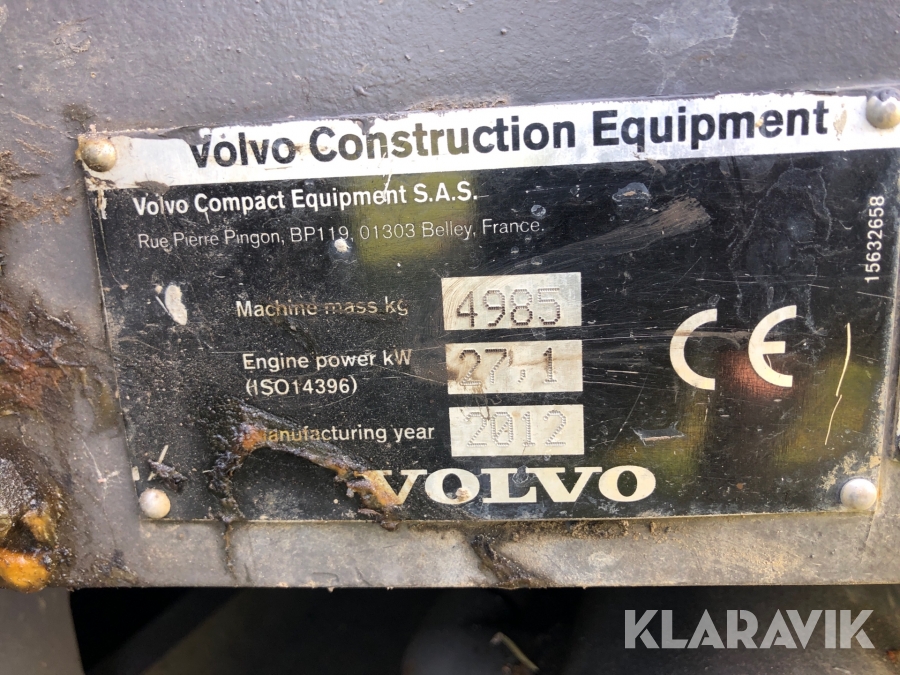 Volvo Construction Equipment
Volvo Compact Equipment S.A.S.
Rue Pierre Pingon, BP119, 01303 Belley, France.
15632658
Machine mass kg 4985
Engine power kW 27,1
(ISO14396)
Manufacturing year 2012
CE
VOLVO
KLARAVIK